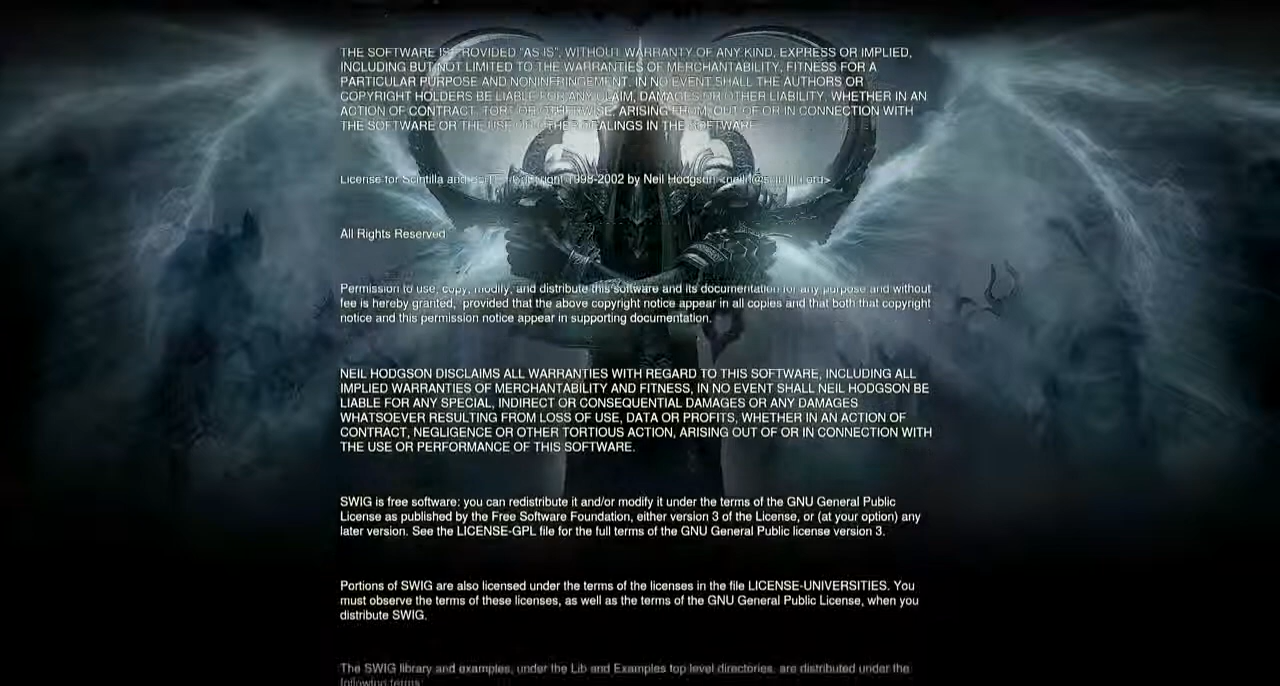 THE SOFTWARE IS PROVIDED "AS IS", WITHOUT WARRANTY OF ANY KIND, EXPRESS OR IMPLIED,
INCLUDING BUT NOT LIMITED TO THE WARRANTIES OF MERCHANTABILITY, FITNESS FOR A
PARTICULAR PURPOSE AND NONINFRINGEMENT. IN NO EVENT SHALL THE AUTHORS OR
COPYRIGHT HOLDERS BE LIABLE FOR ANY CLAIM, DAMAGES OR OTHER LIABILITY, WHETHER IN AN
ACTION OF CONTRACT, TORT OR OTHERWISE, ARISING FROM, OUT OF OR IN CONNECTION WITH
THE SOFTWARE OR THE USE OR OTHER DEALINGS IN THE SOFTWARE.
License for Scintilla and SciTE Copyright 1998-2002 by Neil Hodgson
All Rights Reserved
Permission to use, copy, modify, and distribute this software and its documentation for any purpose and without
fee is hereby granted, provided that the above copyright notice appear in all copies and that both that copyright
notice and this permission notice appear in supporting documentation.
NEIL HODGSON DISCLAIMS ALL WARRANTIES WITH REGARD TO THIS SOFTWARE, INCLUDING ALL
IMPLIED WARRANTIES OF MERCHANTABILITY AND FITNESS, IN NO EVENT SHALL NEIL HODGSON BE
LIABLE FOR ANY SPECIAL, INDIRECT OR CONSEQUENTIAL DAMAGES OR ANY DAMAGES
WHATSOEVER RESULTING FROM LOSS OF USE, DATA OR PROFITS, WHETHER IN AN ACTION OF
CONTRACT, NEGLIGENCE OR OTHER TORTIOUS ACTION, ARISING OUT OF OR IN CONNECTION WITH
THE USE OR PERFORMANCE OF THIS SOFTWARE.
SWIG is free software: you can redistribute it and/or modify it under the terms of the GNU General Public
License as published by the Free Software Foundation, either version 3 of the License, or (at your option) any
later version. See the LICENSE-GPL file for the full terms of the GNU General Public license version 3.
Portions of SWIG are also licensed under the terms of the licenses in the file LICENSE-UNIVERSITIES. You
must observe the terms of these licenses, as well as the terms of the GNU General Public License, when you
distribute SWIG.
The SWIG library and examples, under the Lib and Examples top level directories, are distributed under the
following terms: